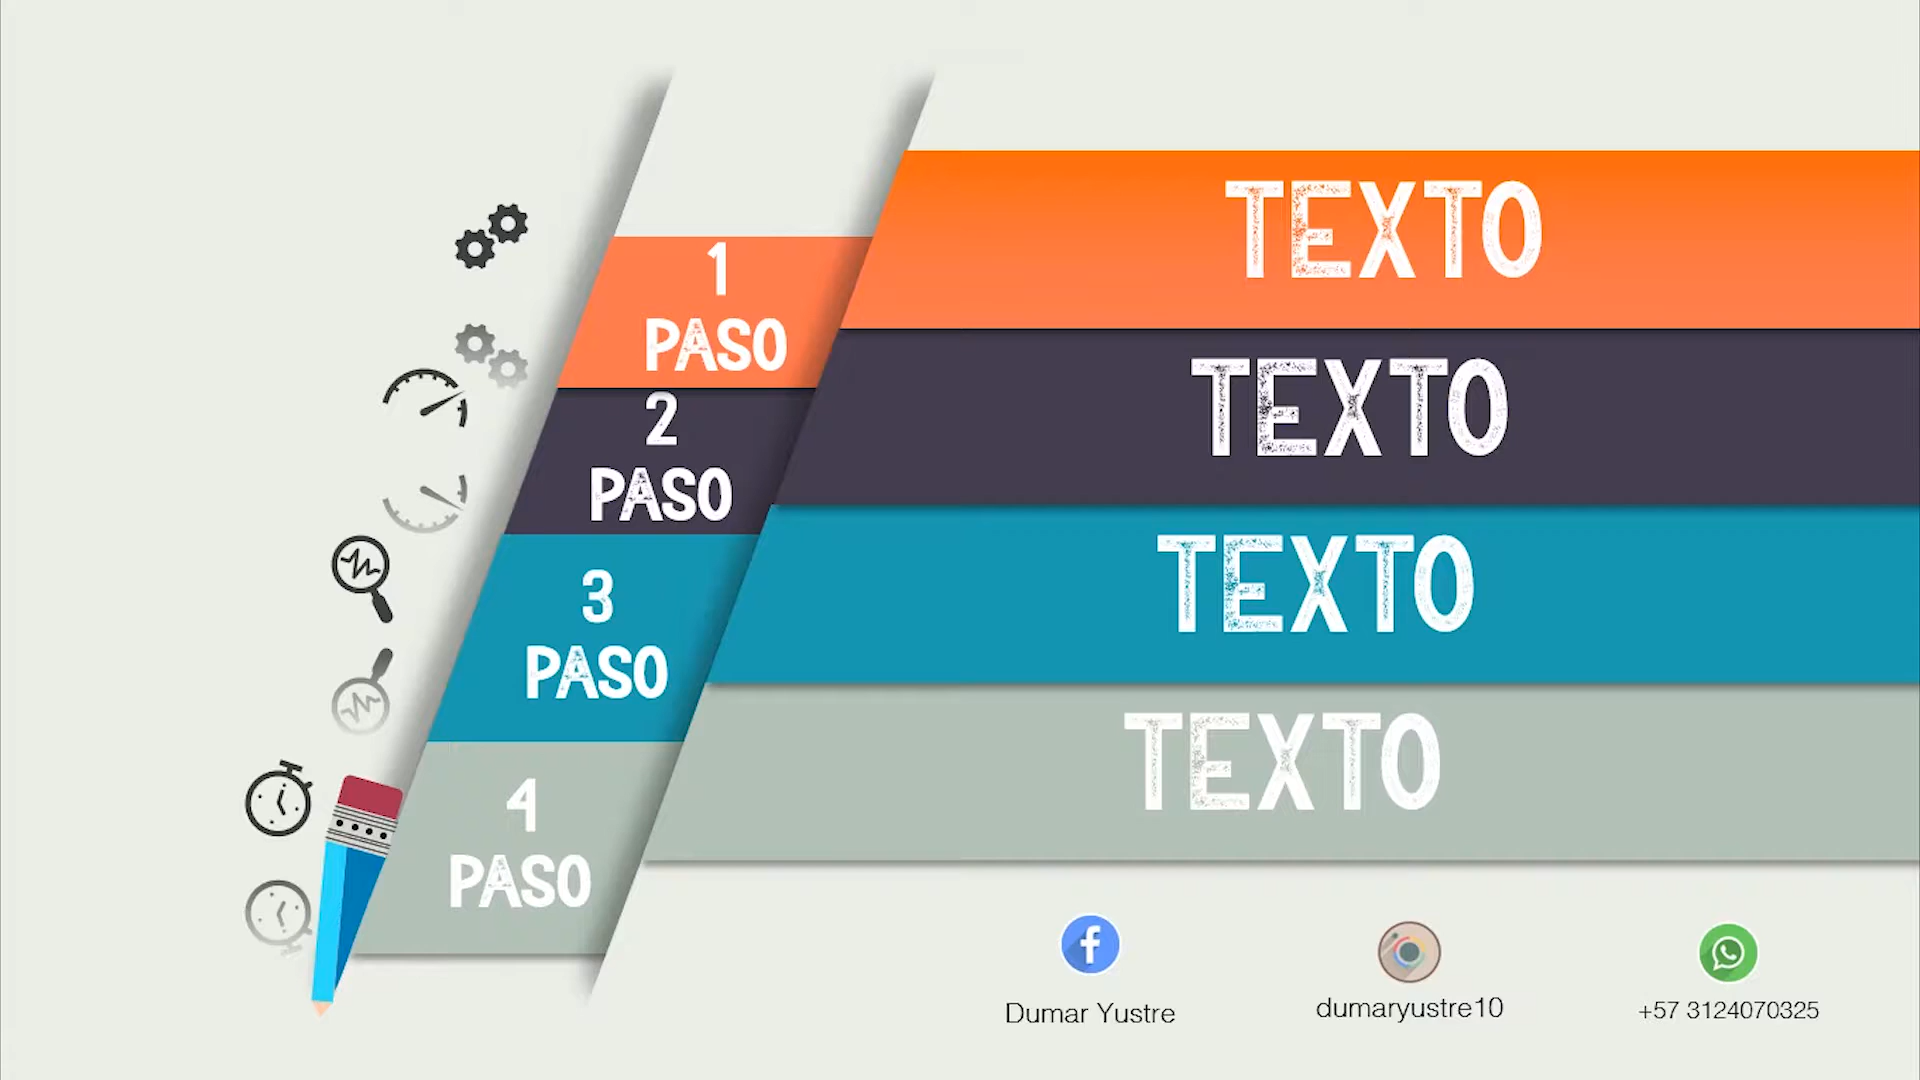 1
PASO
TEXTO
2
PASO
TEXTO
3
PASO
TEXTO
4
PASO
TEXTO
Dumar Yustre
dumaryustre10
+57 3124070325